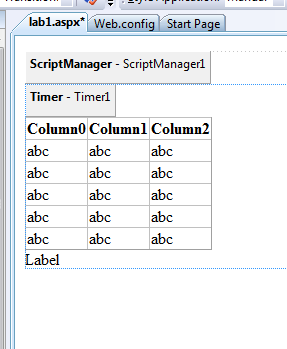 lab1.aspx* Web.config Start Page
ScriptManager - ScriptManager1
Timer - Timer1
Column0 Column1 Column2
abc abc abc
abc abc abc
abc abc abc
abc abc abc
abc abc abc
Label